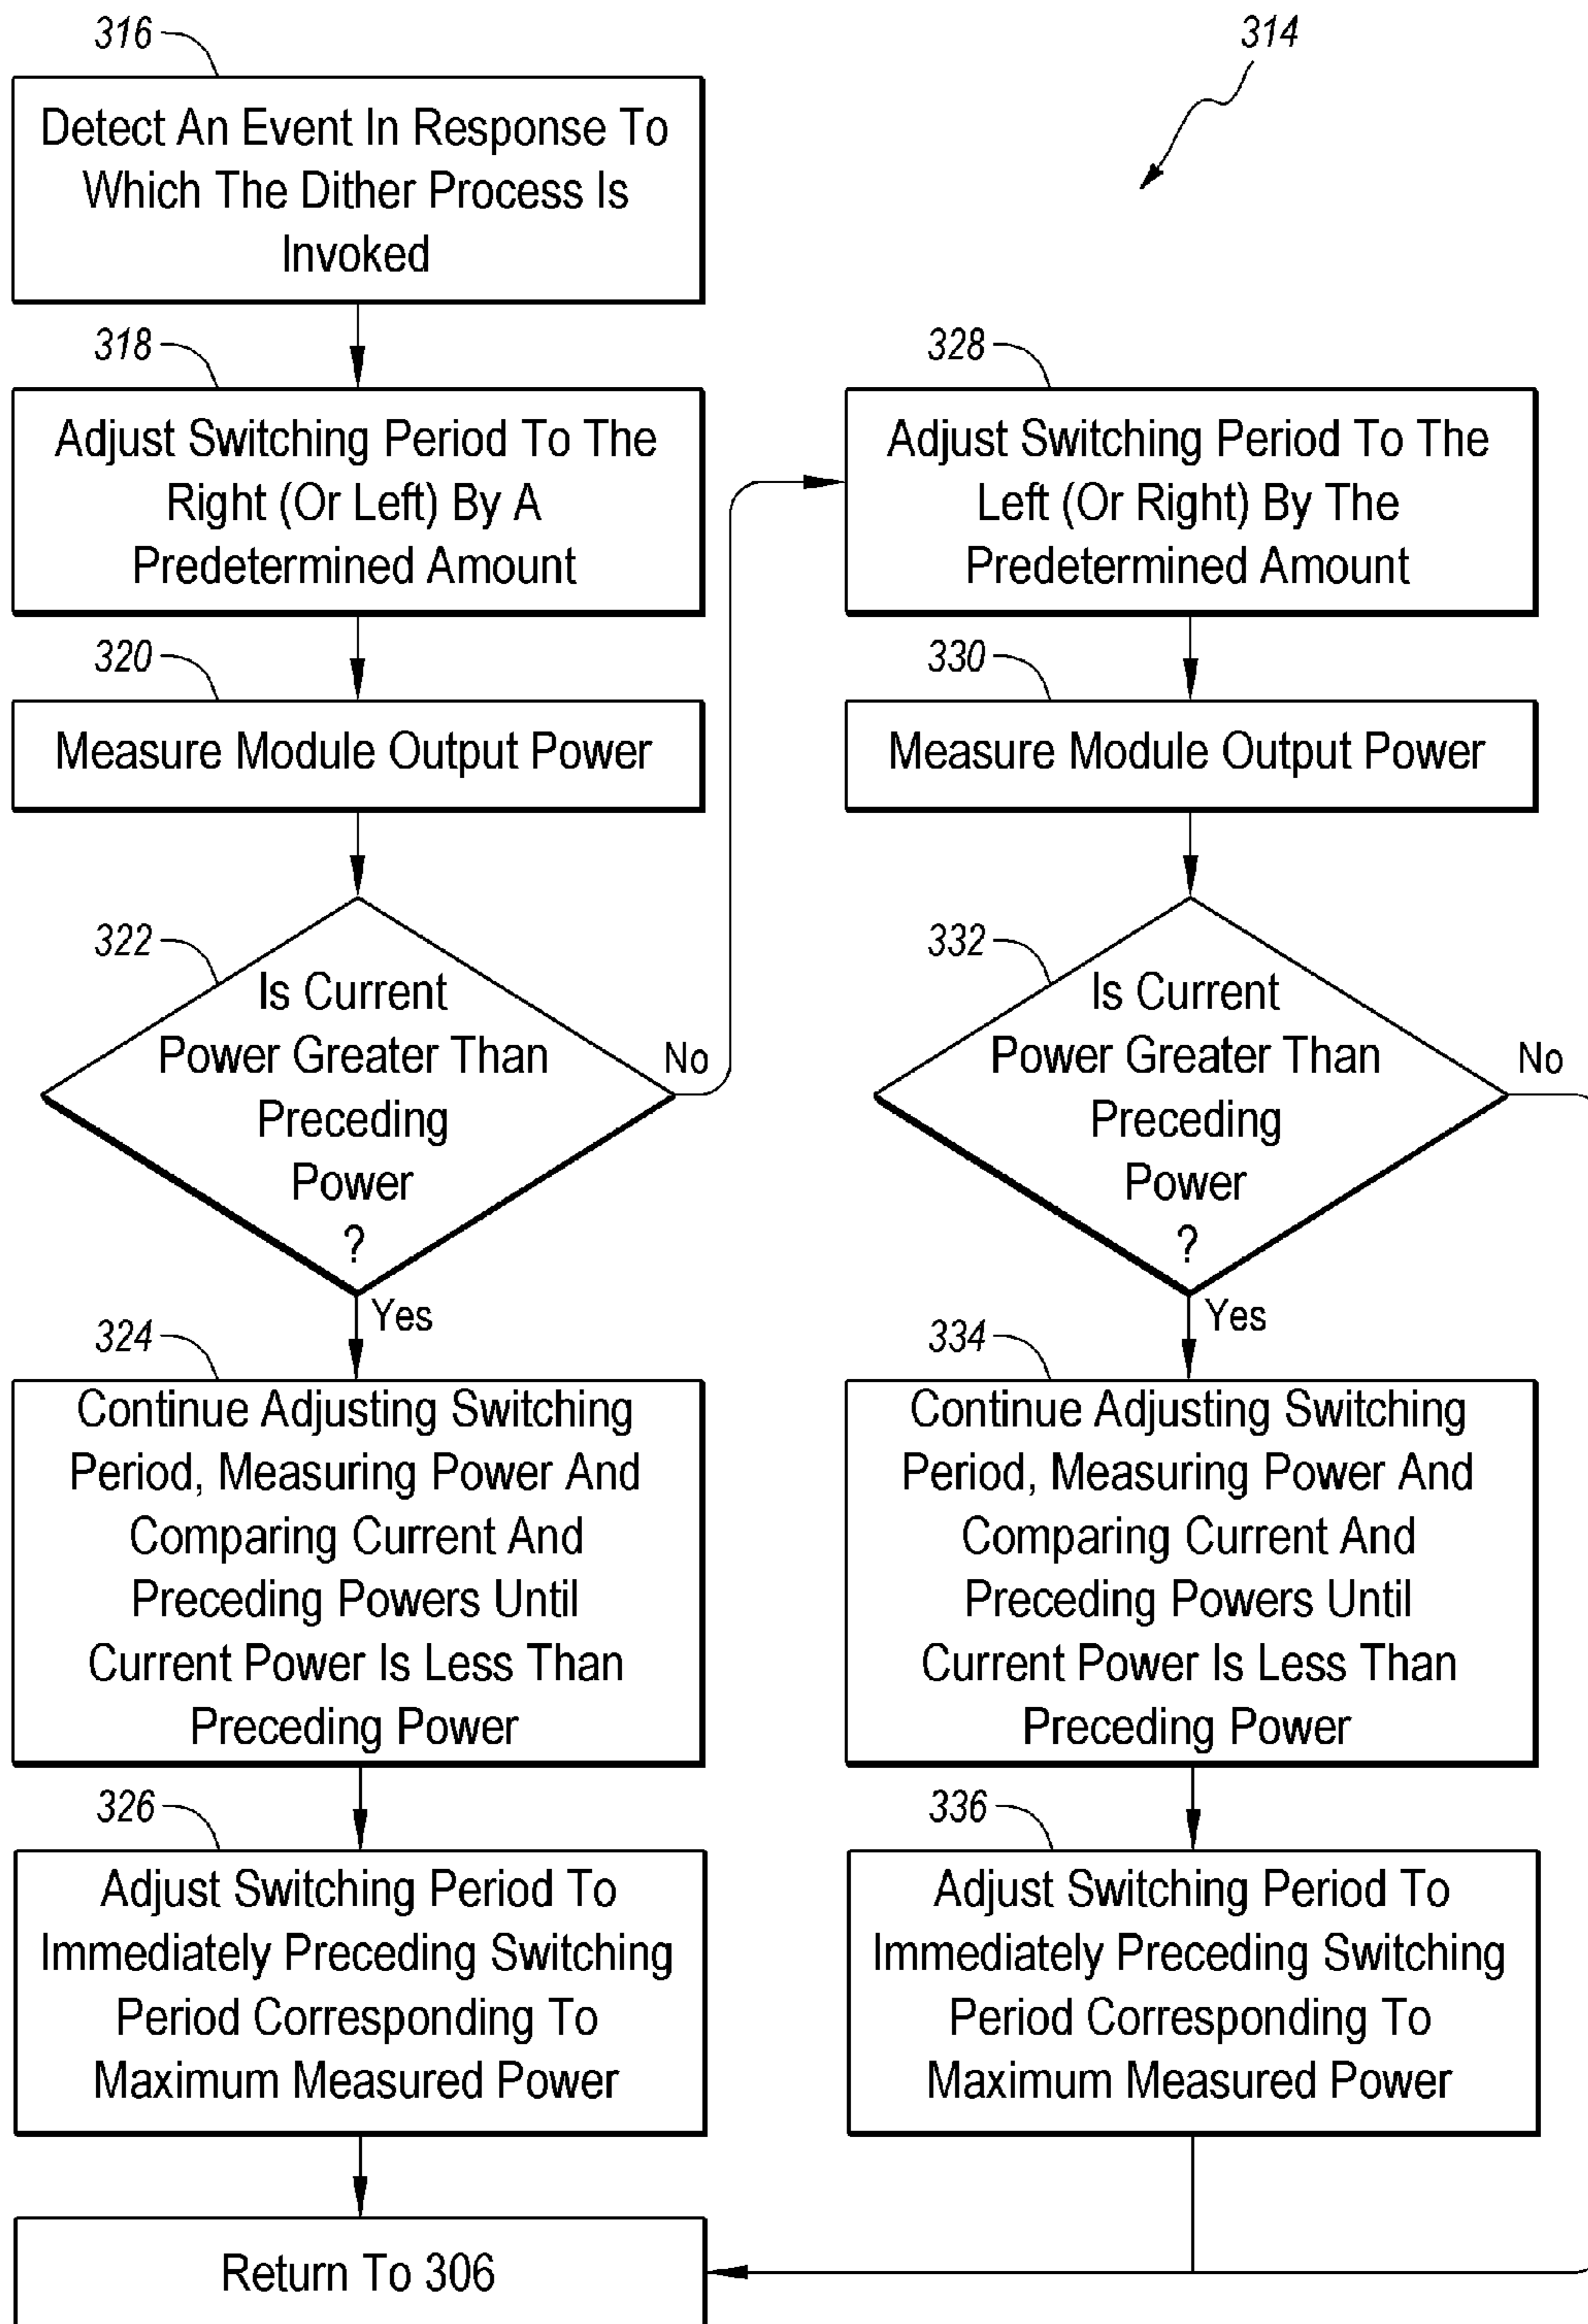 316
314
Detect An Event In Response To
Which The Dither Process Is
Invoked
318
Adjust Switching Period To The
Right (Or Left) By A
Predetermined Amount
320
Measure Module Output Power
322
Is Current
Power Greater Than
Preceding
Power
?
No
Yes
324
Continue Adjusting Switching
Period, Measuring Power And
Comparing Current And
Preceding Powers Until
Current Power Is Less Than
Preceding Power
326
Adjust Switching Period To
Immediately Preceding Switching
Period Corresponding To
Maximum Measured Power
Return To 306
328
Adjust Switching Period To The
Left (Or Right) By The
Predetermined Amount
330
Measure Module Output Power
332
Is Current
Power Greater Than
Preceding
Power
?
No
Yes
334
Continue Adjusting Switching
Period, Measuring Power And
Comparing Current And
Preceding Powers Until
Current Power Is Less Than
Preceding Power
336
Adjust Switching Period To
Immediately Preceding Switching
Period Corresponding To
Maximum Measured Power